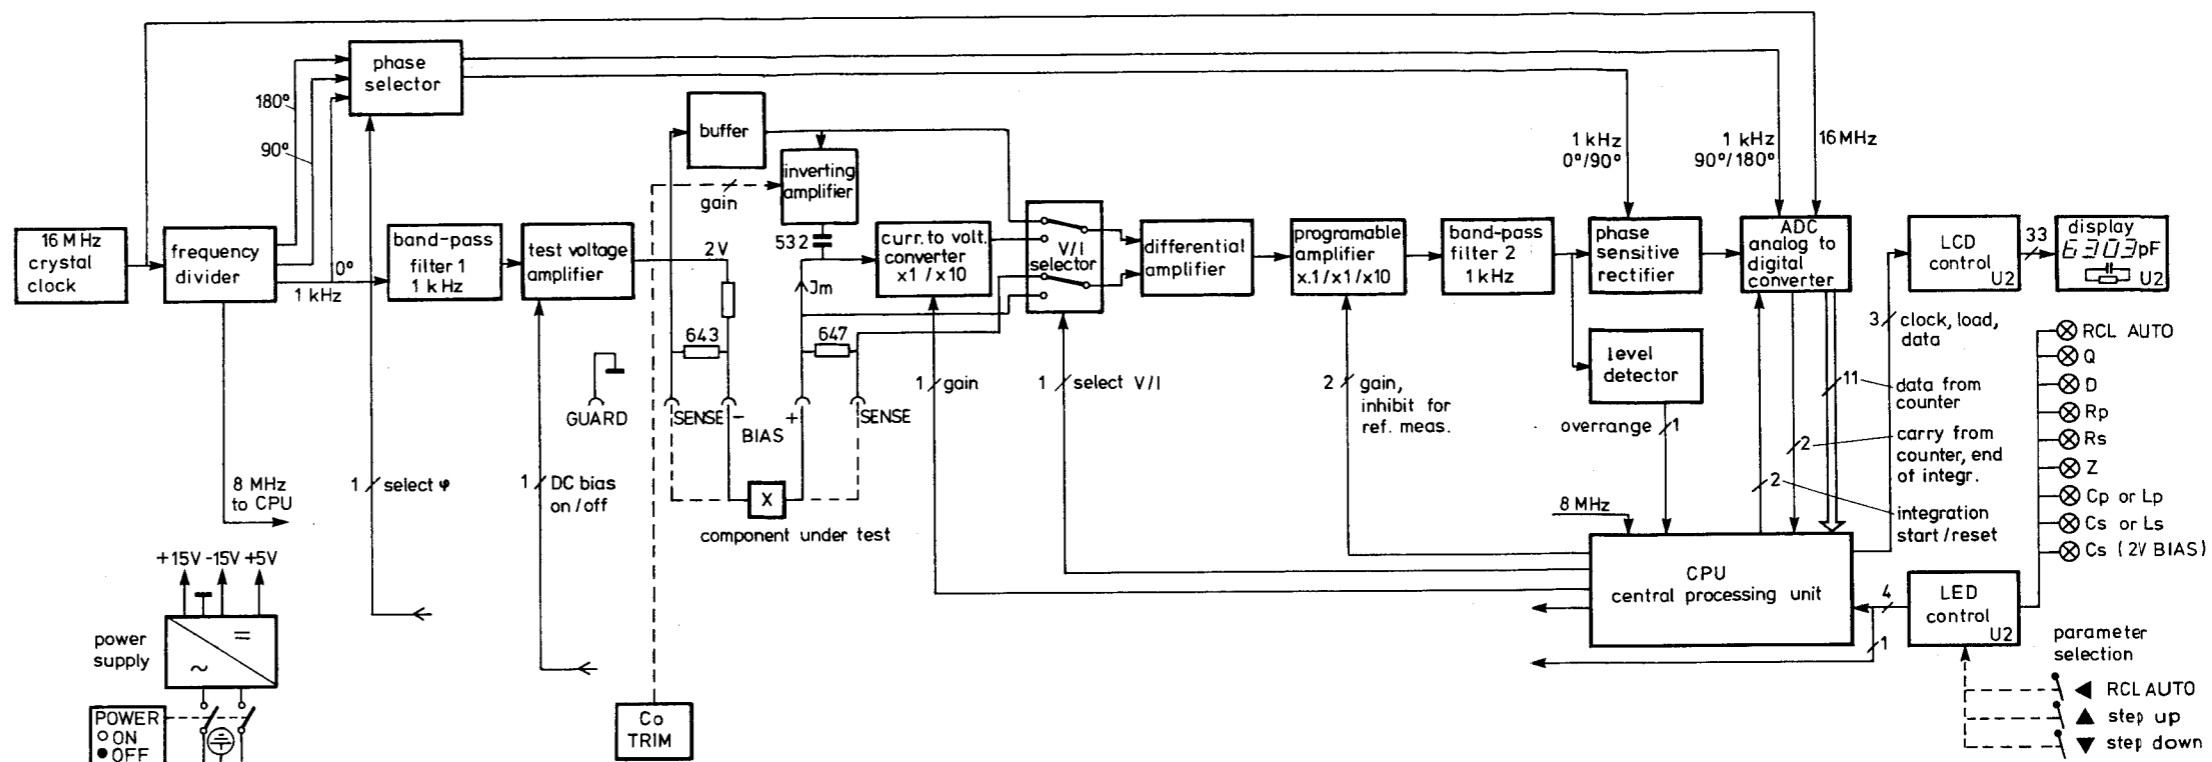 16 MHz
crystal
clock
frequency
divider
180°
90°
0°
1 kHz
phase
selector
band-pass
filter 1
1 kHz
test voltage
amplifier
buffer
inverting
amplifier
gain
532
2V
Jm
643
647
curr. to volt.
converter
x1 / x10
V/I
selector
differential
amplifier
programable
amplifier
x.1/x1/x10
band-pass
filter 2
1 kHz
1 kHz
0°/90°
1 kHz
90°/180°
16 MHz
phase
sensitive
rectifier
ADC
analog to
digital
converter
LCD
control
U2
33
display
6303pF
U2
level
detector
overrange
1
3
clock, load,
data
11
data from
counter
2
carry from
counter, end
of integr.
2
integration
start/reset
RCL AUTO
Q
D
Rp
Rs
Z
Cp or Lp
Cs or Ls
Cs (2V BIAS)
GUARD
SENSE
-
BIAS
+
SENSE
X
component under test
1 gain
1 select V/I
2 gain,
inhibit for
ref. meas.
8 MHz
to CPU
1 select φ
1 DC bias
on/off
8 MHz
CPU
central processing unit
4
1
LED
control
U2
parameter
selection
RCL AUTO
step up
step down
+15V -15V +5V
power
supply
=
~
POWER
ON
OFF
Co
TRIM